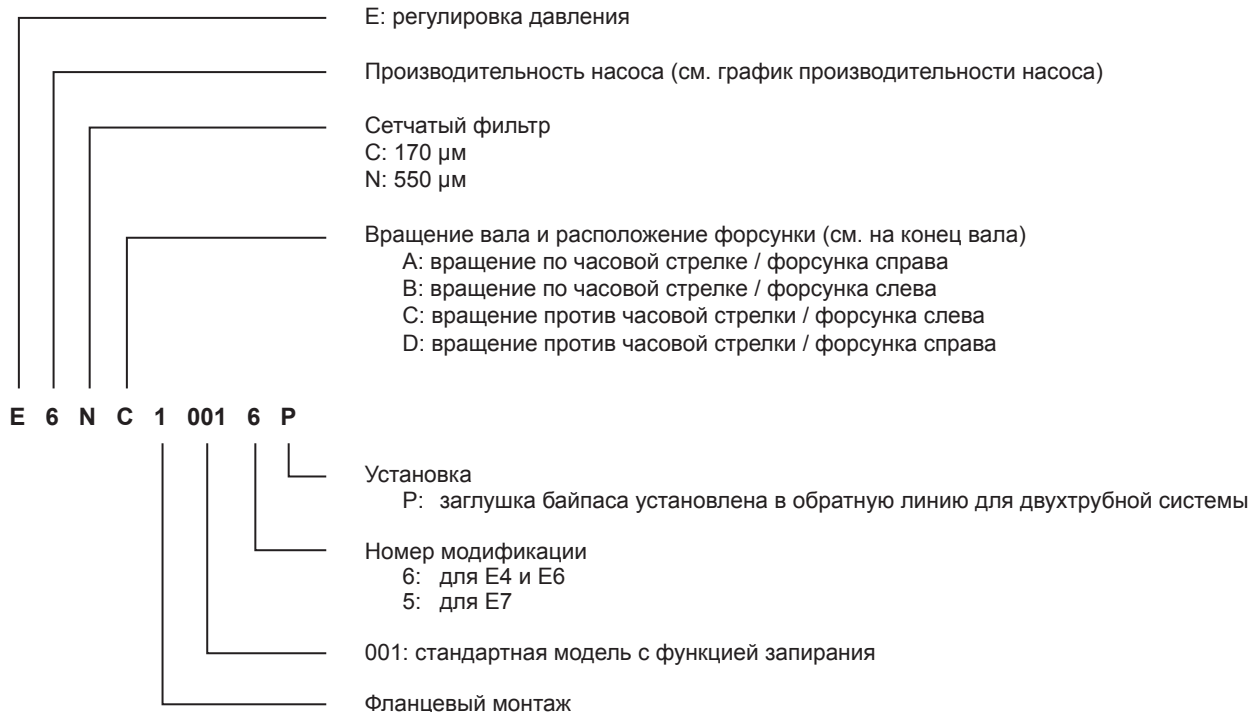 E: регулировка давления
Производительность насоса (см. график производительности насоса)
Сетчатый фильтр
C: 170 μм
N: 550 μм
Вращение вала и расположение форсунки (см. на конец вала)
A: вращение по часовой стрелке / форсунка справа
B: вращение по часовой стрелке / форсунка слева
C: вращение против часовой стрелки / форсунка слева
D: вращение против часовой стрелки / форсунка справа
E 6 N C 1 001 6 P
Установка
P: заглушка байпаса установлена в обратную линию для двухтрубной системы
Номер модификации
6: для E4 и E6
5: для E7
001: стандартная модель с функцией запирания
Фланцевый монтаж